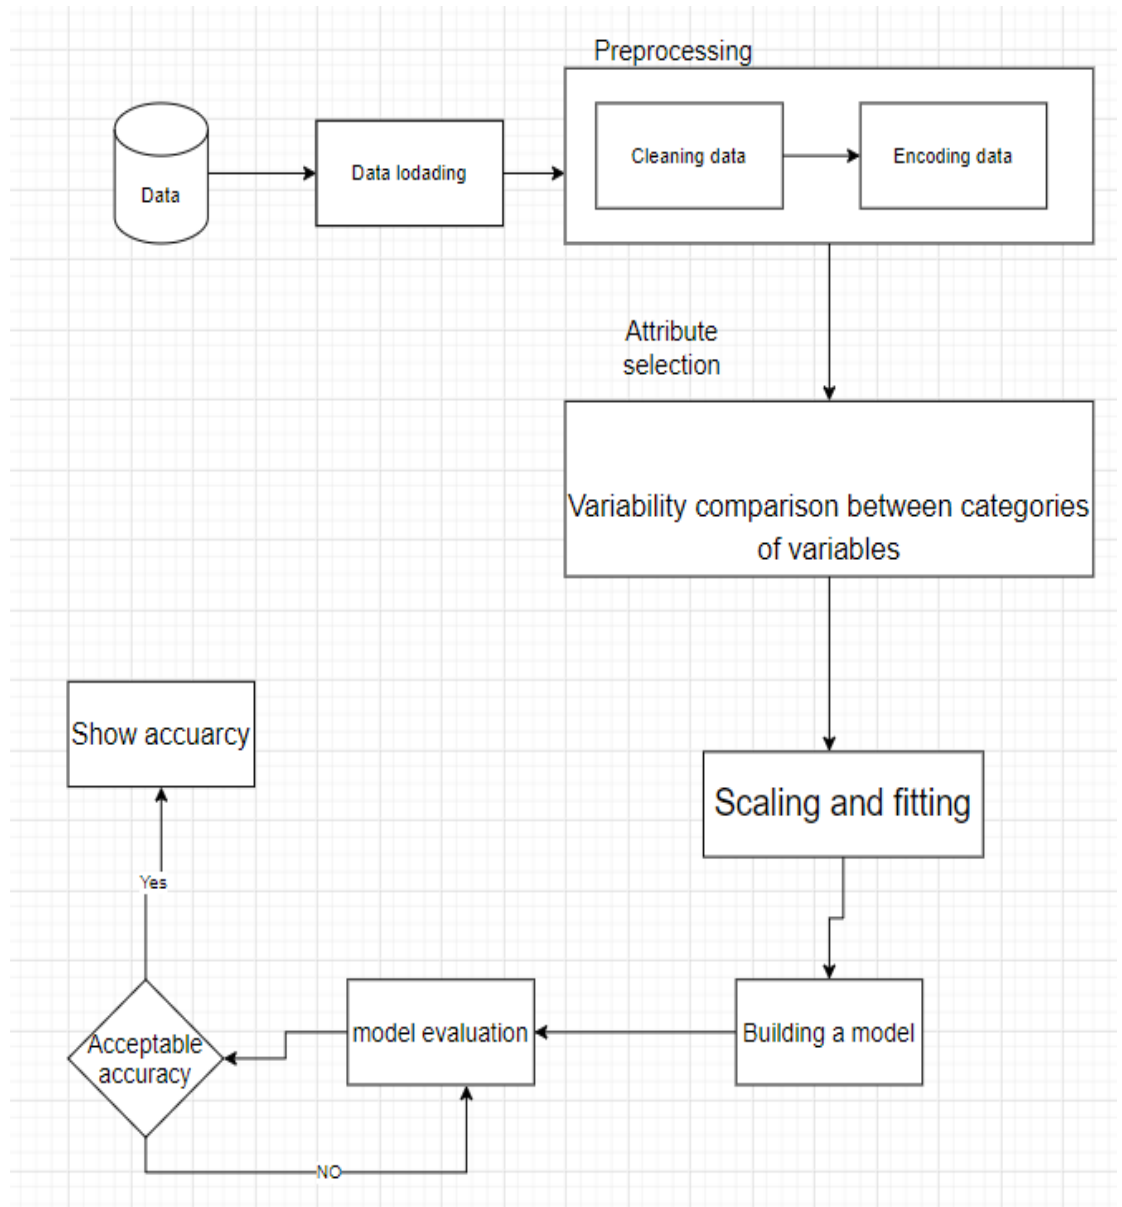 Preprocessing
Data
Data lodading
Cleaning data
Encoding data
Attribute
selection
Variability comparison between categories
of variables
Scaling and fitting
Building a model
model evaluation
Acceptable
accuracy
Yes
Show accuarcy
NO